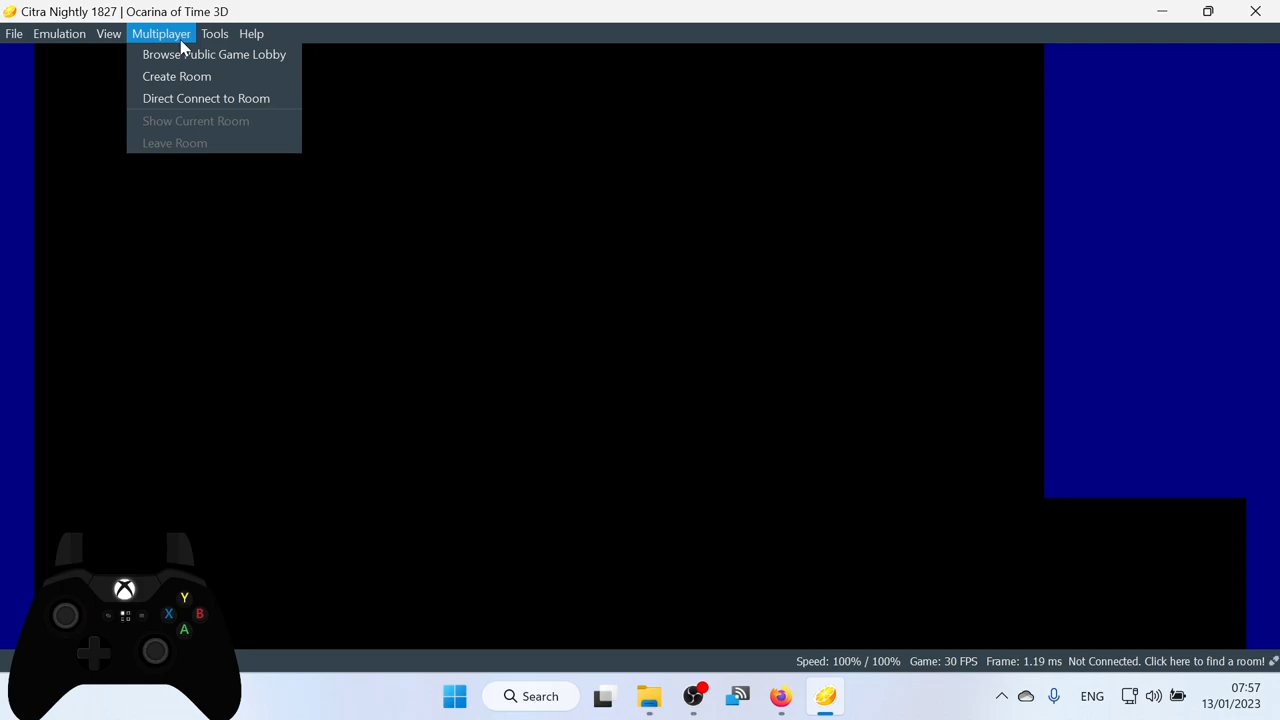 Citra Nightly 1827 | Ocarina of Time 3D
File Emulation View Multiplayer Tools Help
Browse Public Game Lobby
Create Room
Direct Connect to Room
Show Current Room
Leave Room
Y
X B
A
Speed: 100% / 100% Game: 30 FPS Frame: 1.19 ms Not Connected. Click here to find a room!
Search
ENG
07:57
13/01/2023